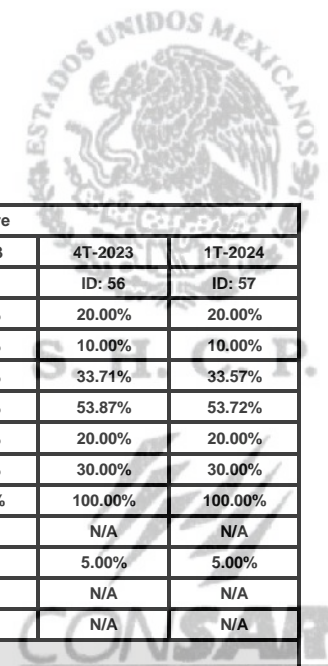 ESTADOS UNIDOS MEXICANOS
re
3 4T-2023 1T-2024
ID: 56 ID: 57
% 20.00% 20.00%
% 10.00% 10.00%
% 33.71% 33.57%
% 53.87% 53.72%
% 20.00% 20.00%
% 30.00% 30.00%
% 100.00% 100.00%
N/A N/A
5.00% 5.00%
N/A N/A
N/A N/A
S. H. C. P.
CONSAR